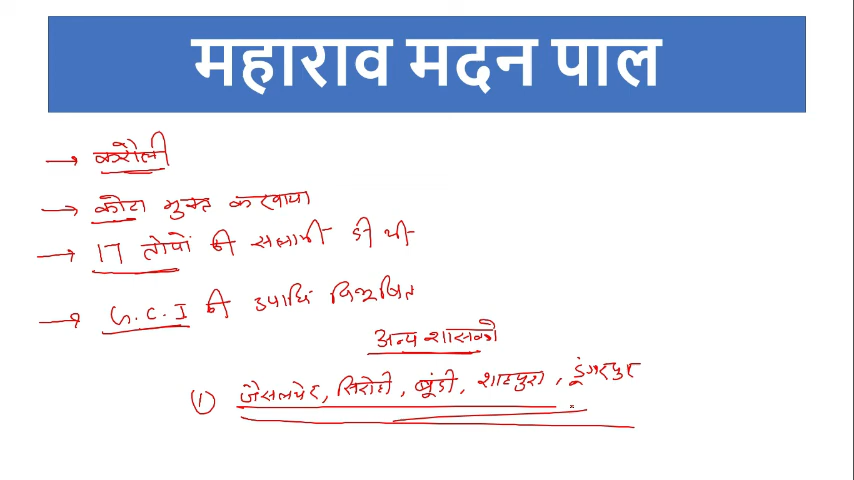 महाराव मदन पाल
→ करौली
→ कोटा मुक्त करवाया
→ 17 तोपों की सलामी दी थी
→ G.C.I की उपाधि विभूषित
अन्य शासकों
① जैसलमेर, सिरोही, बूंदी, शाहपुरा, डूंगरपुर